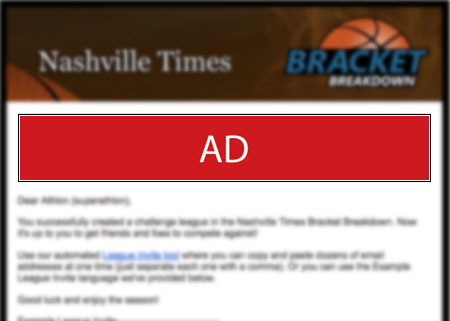 Nashville Times
BRACKET
BREAKDOWN
AD
Dear Athlon (superathlon),
You successfully created a challenge league in the Nashville Times Bracket Breakdown. Now
it's up to you to get friends and foes to compete against!
Use our automated League Invite tool where you can copy and paste dozens of email
addresses at one time (just separate each one with a comma). Or you can use the Example
League Invite language we've provided below.
Good luck and enjoy the season!
Example League Invite